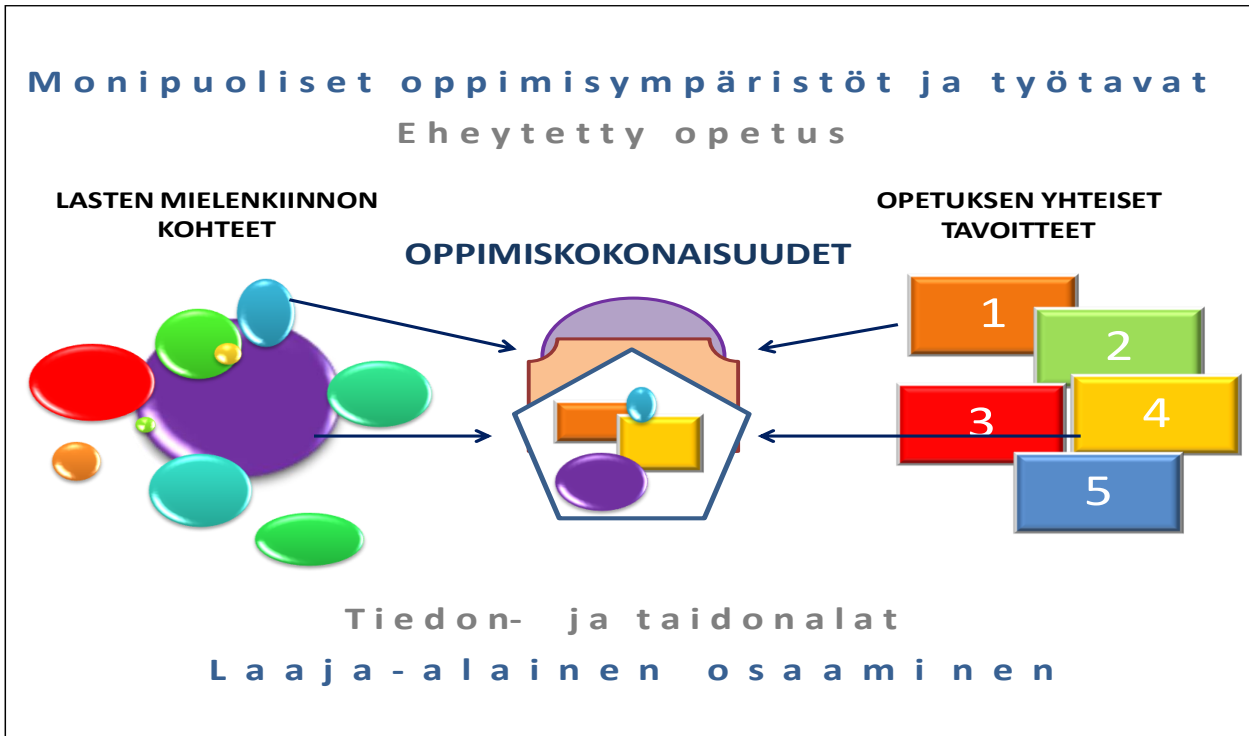 Monipuoliset oppimisympäristöt ja työtavat
Eheytetty opetus
LASTEN MIELENKIINNON
KOHTEET
OPPIMISKOKONAISUUDET
OPETUKSEN YHTEISET
TAVOITTEET
1
2
3
4
5
Tiedon- ja taidonalat
Laaja-alainen osaaminen